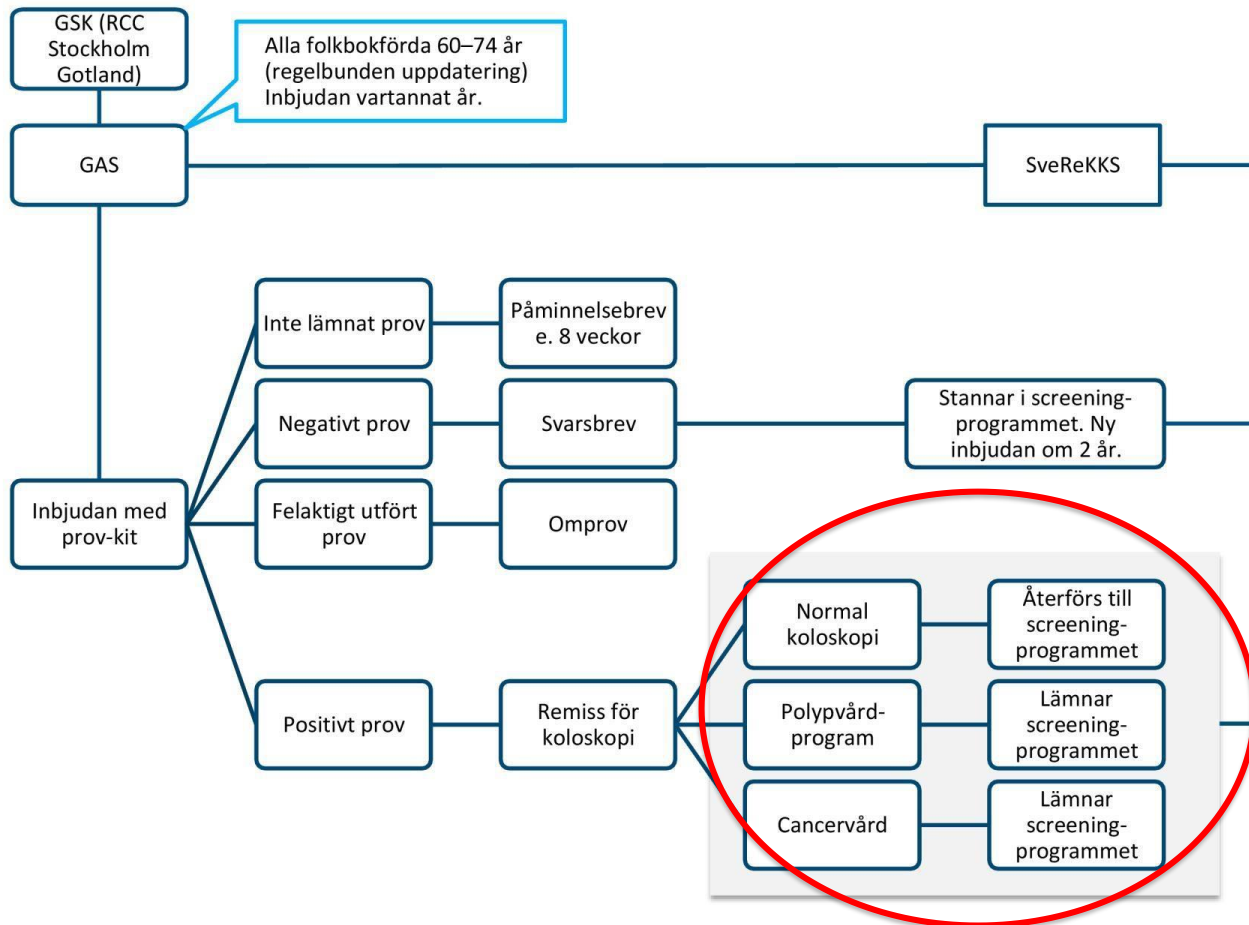 GSK (RCC
Stockholm
Gotland)
Alla folkbokförda 60–74 år
(regelbunden uppdatering)
Inbjudan vartannat år.
GAS
SveReKKS
Inte lämnat prov
Påminnelsebrev
e. 8 veckor
Negativt prov
Svarsbrev
Stannar i screening-
programmet. Ny
inbjudan om 2 år.
Inbjudan med
prov-kit
Felaktigt utfört
prov
Omprov
Normal
koloskopi
Återförs till
screening-
programmet
Positivt prov
Remiss för
koloskopi
Polypvård-
program
Lämnar
screening-
programmet
Cancervård
Lämnar
screening-
programmet